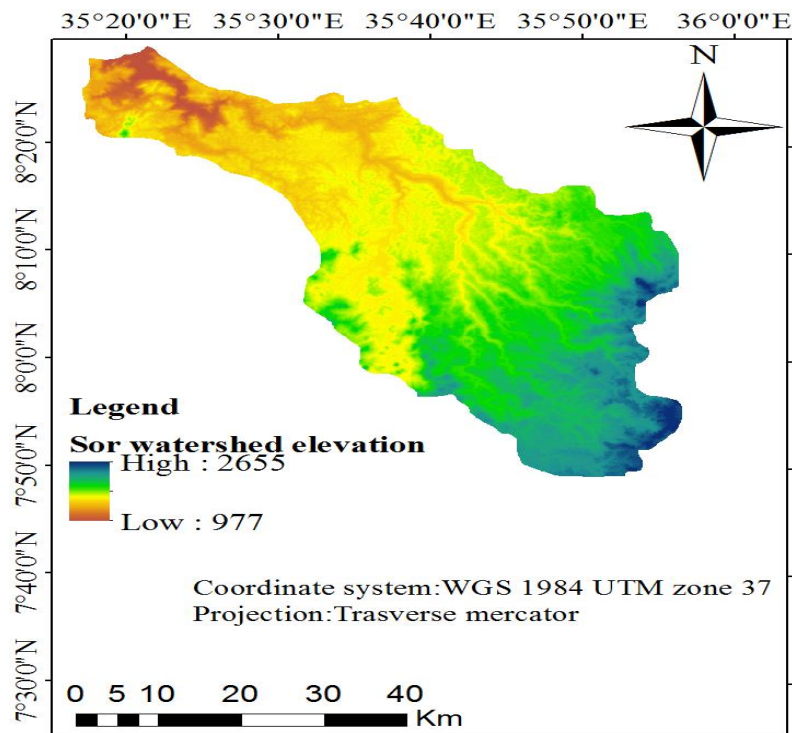 35°20'0"E 35°30'0"E 35°40'0"E 35°50'0"E 36°0'0"E
N
8°20'0"N
8°10'0"N
8°0'0"N
7°50'0"N
7°40'0"N
7°30'0"N
Legend
Sor watershed elevation
High : 2655
Low : 977
Coordinate system:WGS 1984 UTM zone 37
Projection:Trasverse mercator
0 5 10 20 30 40
Km